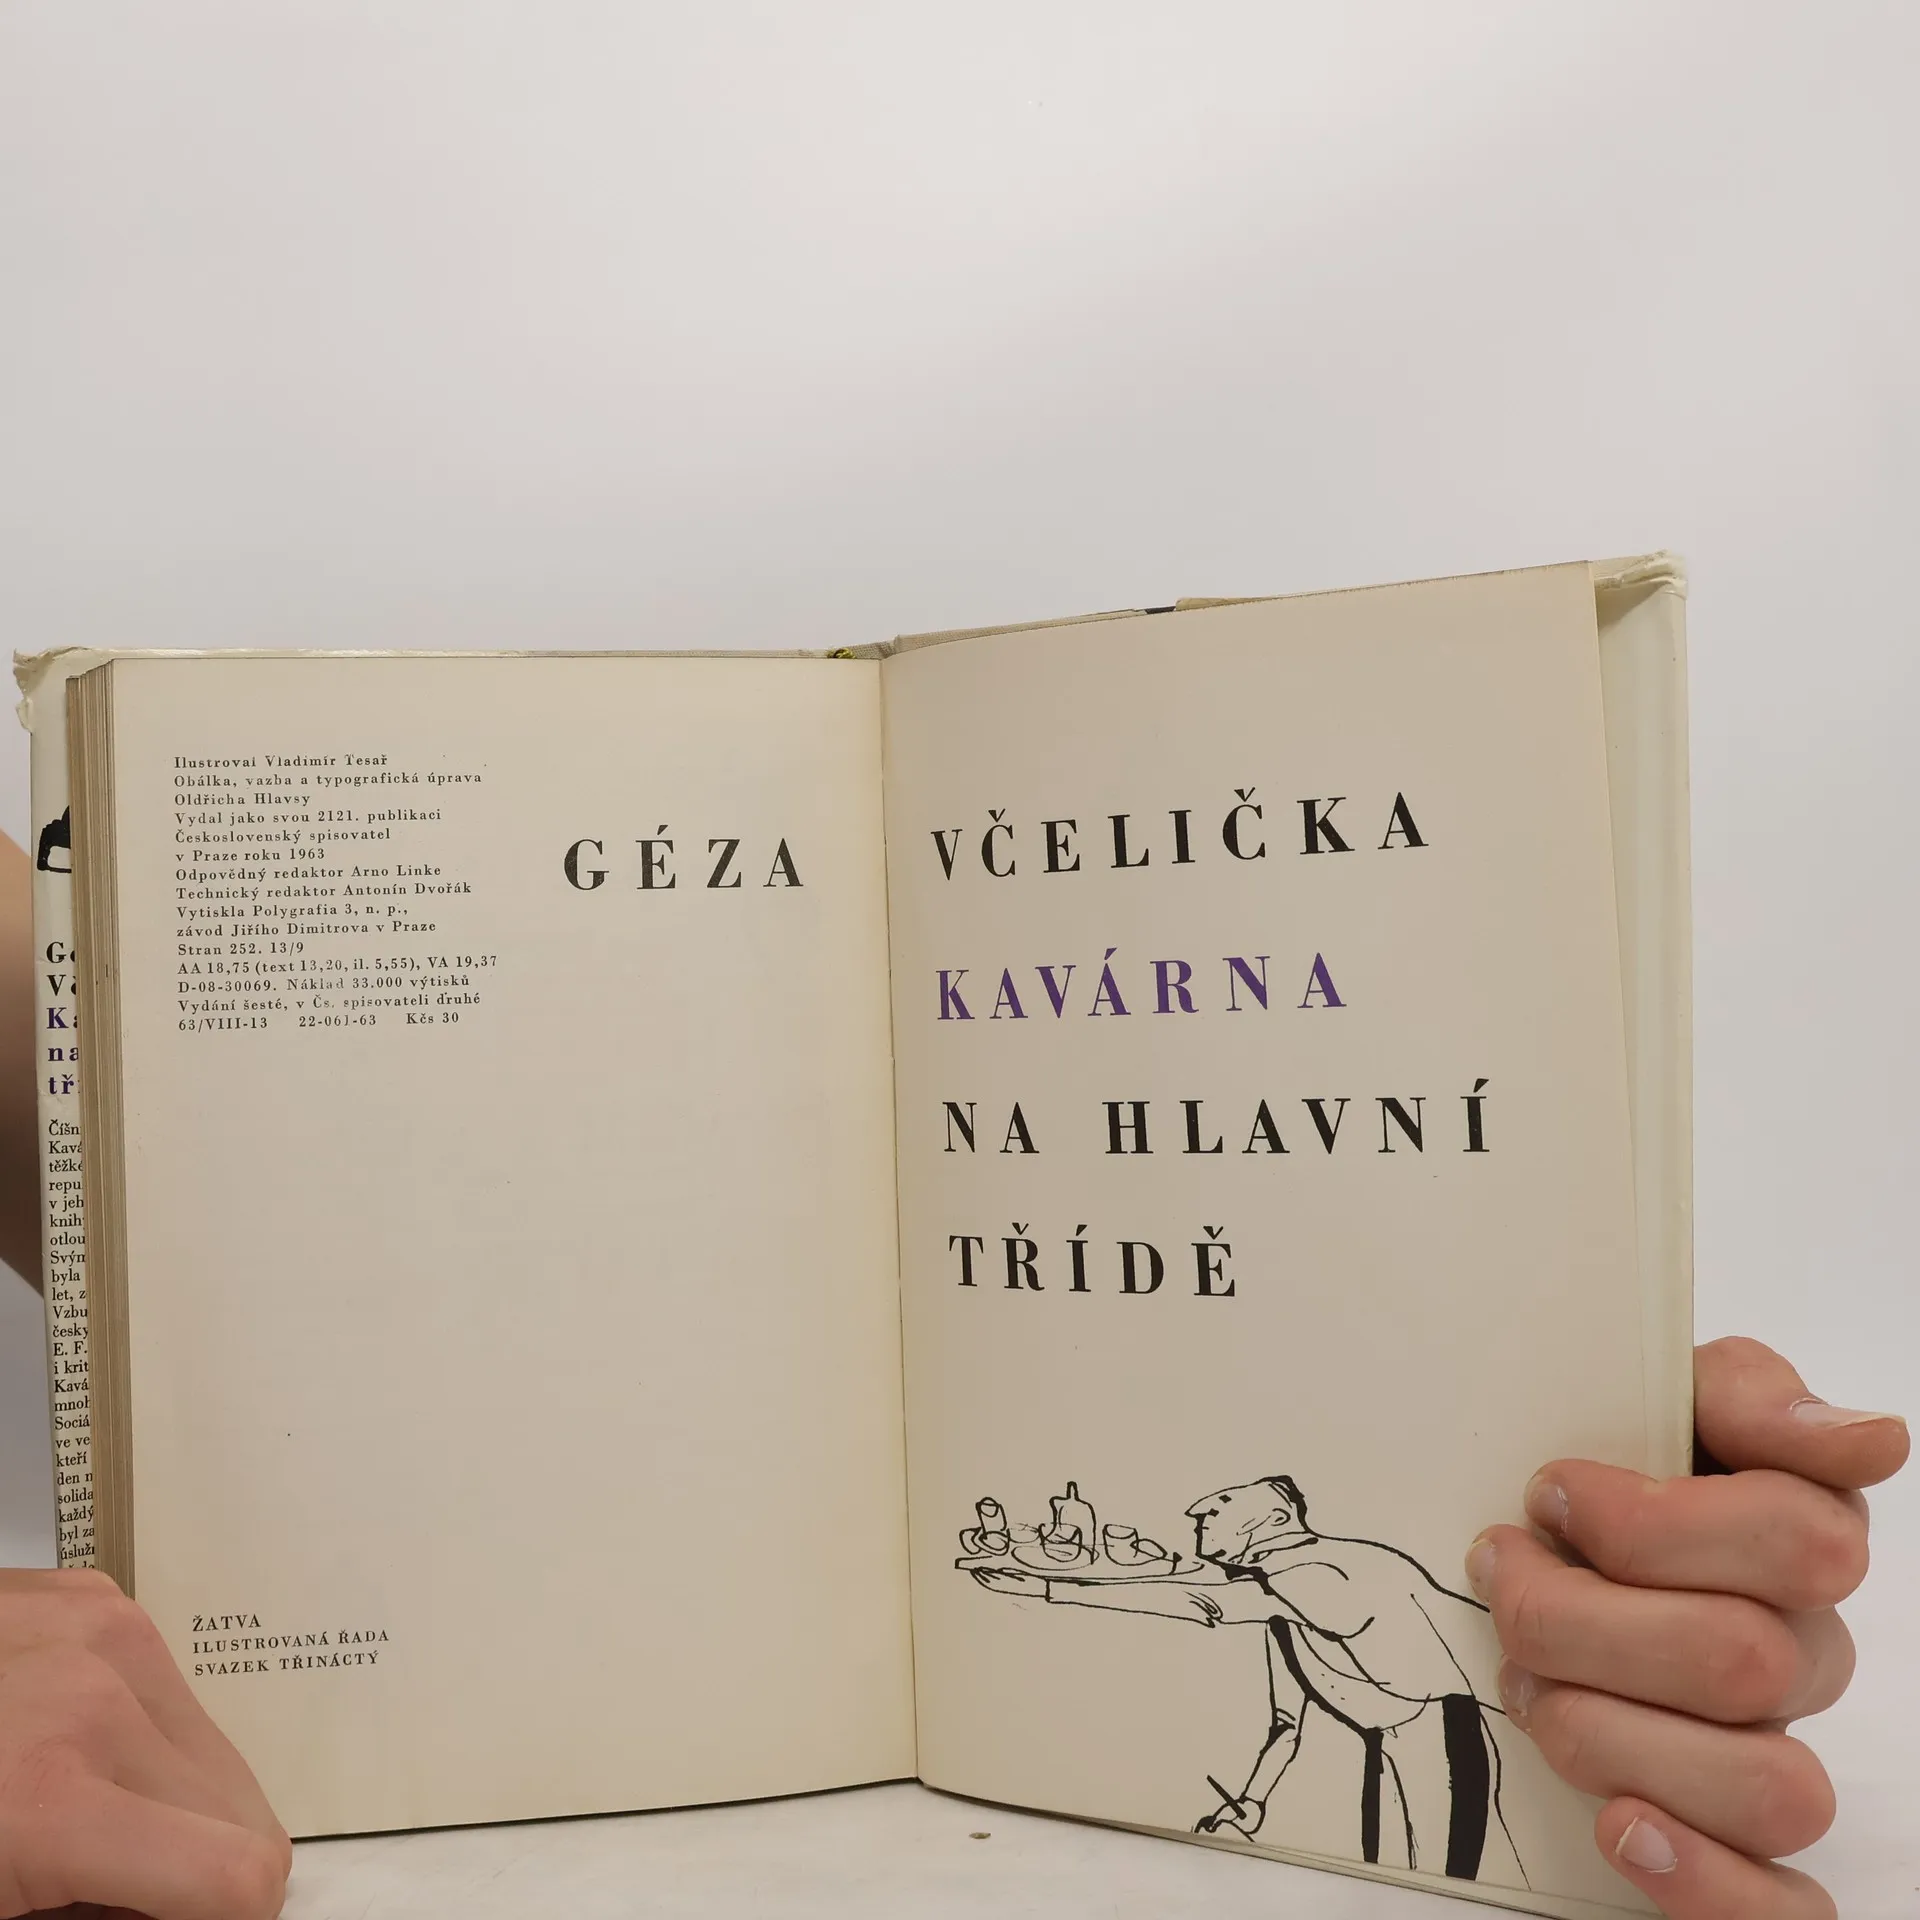 Ilustroval Vladimír Tesař
Obálka, vazba a typografická úprava
Oldřicha Hlavsy
Vydal jako svou 2121. publikaci
Československý spisovatel
v Praze roku 1963
Odpovědný redaktor Arno Linke
Technický redaktor Antonín Dvořák
Vytiskla Polygrafia 3, n. p.,
závod Jiřího Dimitrova v Praze
Stran 252. 13/9
AA 18,75 (text 13,20, il. 5,55), VA 19,37
D-08-30069. Náklad 33.000 výtisků
Vydání šesté, v Čs. spisovateli druhé
63/VIII-13 22-061-63 Kčs 30
ŽATVA
ILUSTROVANÁ ŘADA
SVAZEK TŘINÁCTÝ
GÉZA VČELIČKA
KAVÁRNA
NA HLAVNÍ
TŘÍDĚ